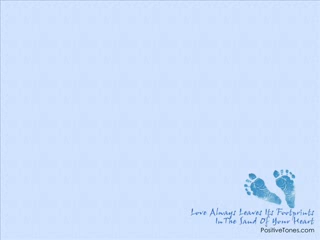 Love Always Leaves Its Footprints
In The Sand Of Your Heart
PositiveTones.com